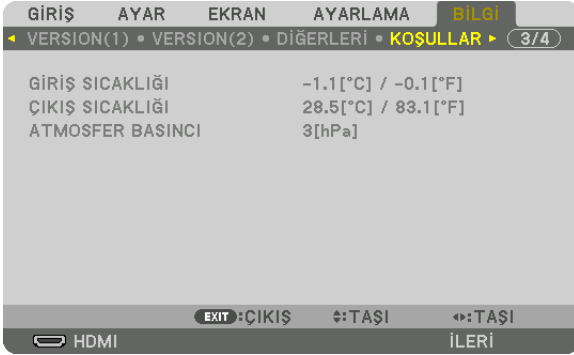 GİRİŞ AYAR EKRAN AYARLAMA BİLGİ
◂ VERSION(1) • VERSION(2) • DİĞERLERİ • KOŞULLAR ▸ 3/4
GİRİŞ SICAKLIĞI -1.1[°C] / -0.1[°F]
ÇIKIŞ SICAKLIĞI 28.5[°C] / 83.1[°F]
ATMOSFER BASINCI 3[hPa]
EXIT :ÇIKIŞ :TAŞI :TAŞI
HDMI İLERİ